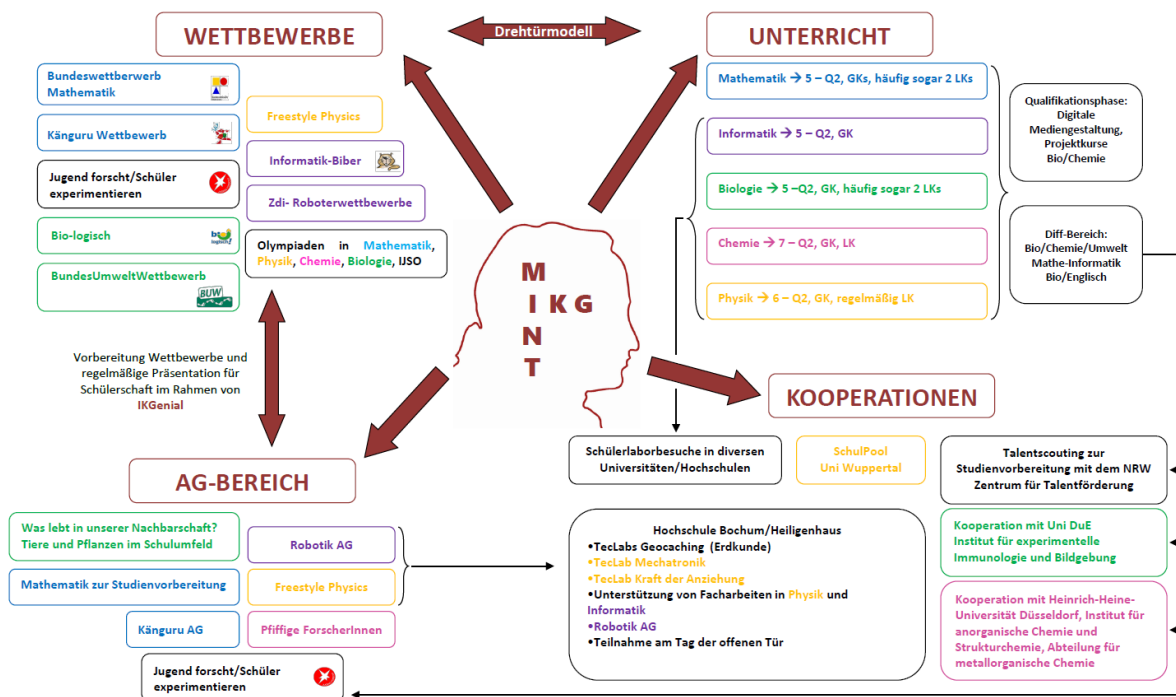 WETTBEWERBE
Drehtürmodell
UNTERRICHT
Bundeswettberwerb
Mathematik
Känguru Wettbewerb
Jugend forscht/Schüler
experimentieren
Bio-logisch
BundesUmweltWettbewerb
BUW
Freestyle Physics
Informatik-Biber
Zdi- Roboterwettbewerbe
Olympiaden in Mathematik,
Physik, Chemie, Biologie, IJSO
Mathematik → 5 – Q2, GKs, häufig sogar 2 LKs
Informatik → 5 – Q2, GK
Biologie → 5 –Q2, GK, häufig sogar 2 LKs
Chemie → 7 – Q2, GK, LK
Physik → 6 – Q2, GK, regelmäßig LK
Qualifikationsphase:
Digitale
Mediengestaltung,
Projektkurse
Bio/Chemie
Diff-Bereich:
Bio/Chemie/Umwelt
Mathe-Informatik
Bio/Englisch
M
I KG
N
T
Vorbereitung Wettbewerbe und
regelmäßige Präsentation für
Schülerschaft im Rahmen von
IKGenial
KOOPERATIONEN
Schülerlaborbesuche in diversen
Universitäten/Hochschulen
SchulPool
Uni Wuppertal
Talentscouting zur
Studienvorbereitung mit dem NRW
Zentrum für Talentförderung
Kooperation mit Uni DuE
Institut für experimentelle
Immunologie und Bildgebung
Kooperation mit Heinrich-Heine-
Universität Düsseldorf, Institut für
anorganische Chemie und
Strukturchemie, Abteilung für
metallorganische Chemie
Hochschule Bochum/Heiligenhaus
•TecLabs Geocaching (Erdkunde)
•TecLab Mechatronik
•TecLab Kraft der Anziehung
•Unterstützung von Facharbeiten in Physik und
Informatik
•Robotik AG
•Teilnahme am Tag der offenen Tür
AG-BEREICH
Was lebt in unserer Nachbarschaft?
Tiere und Pflanzen im Schulumfeld
Robotik AG
Mathematik zur Studienvorbereitung
Freestyle Physics
Känguru AG
Pfiffige ForscherInnen
Jugend forscht/Schüler
experimentieren